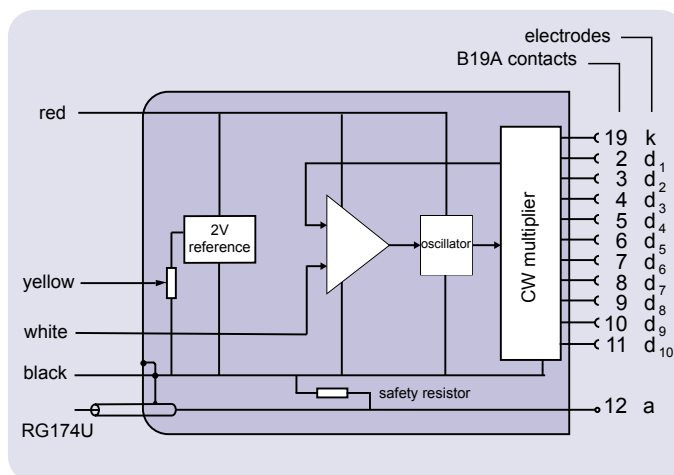 electrodes
B19A contacts
red
19 k
2 d1
3 d2
2V
reference
4 d3
5 d4
oscillator
CW multiplier
6 d5
7 d6
yellow
8 d7
9 d8
white
10 d9
11 d10
black
safety resistor
12 a
RG174U